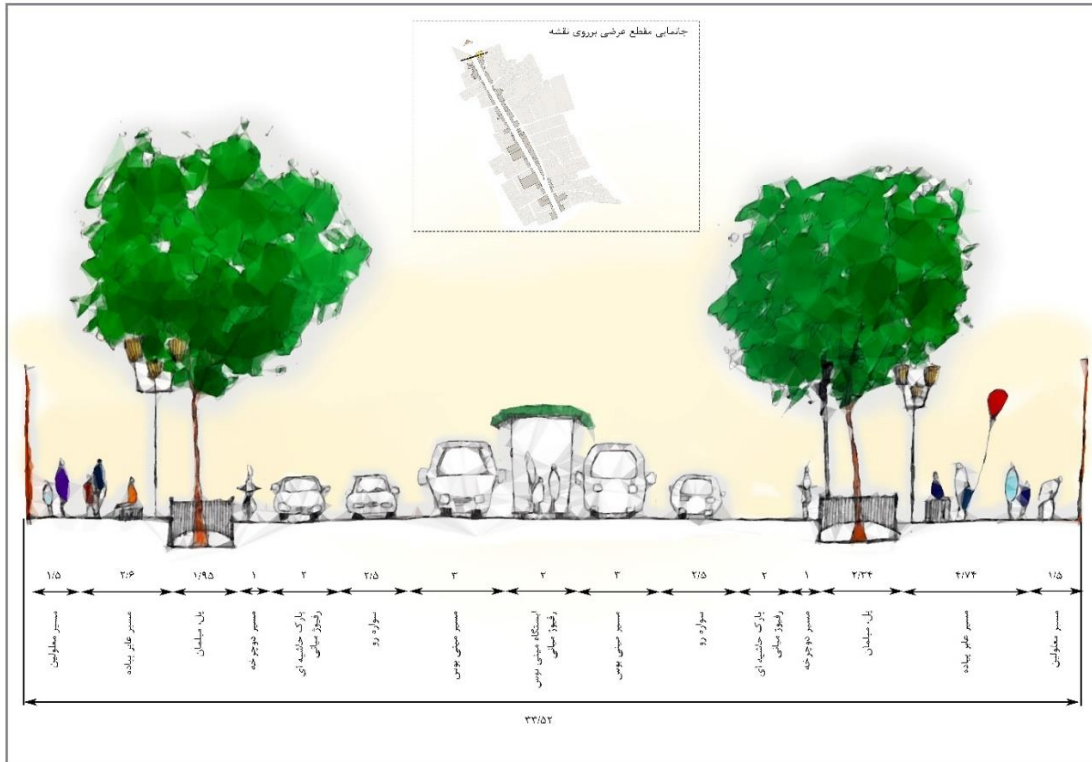 جانمایی مقطع عرضی برروی نقشه
۱/۵
۲/۶
۱/۹۵
۱
۲
۲/۵
۳
۲
۳
۲/۵
۲
۱
۲/۳۴
۴/۷۴
۱/۵
مسیر معلولین
مسیر عابر پیاده
پل، مبلمان
مسیر دوچرخه
پارک حاشیه ای
رفیوژ میانی
سواره رو
مسیر مینی بوس
ایستگاه مینی بوس
رفیوژ میانی
مسیر مینی بوس
سواره رو
پارک حاشیه ای
رفیوژ میانی
مسیر دوچرخه
پل، مبلمان
مسیر عابر پیاده
مسیر معلولین
۳۳/۵۲